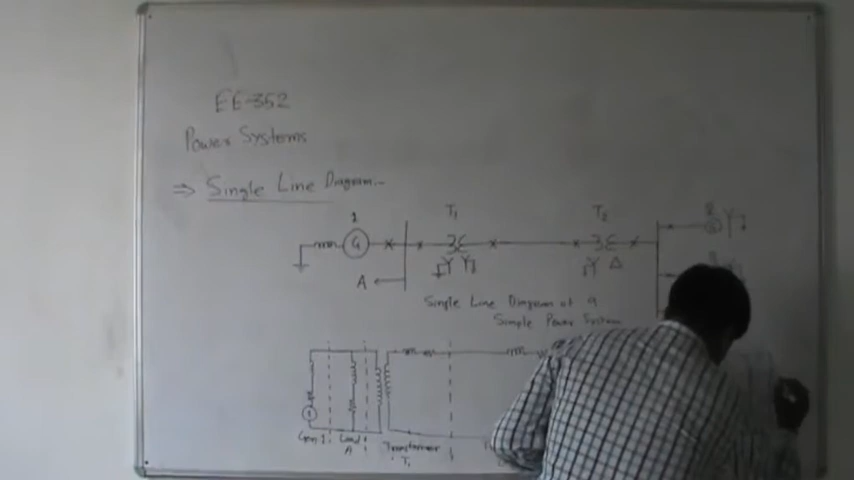 EE-352
Power Systems
⇒ Single Line Diagram...
1
G
T1
T2
A
Single Line Diagram of a
Simple Power System
Gen 1
Load
A
Transformer
T1